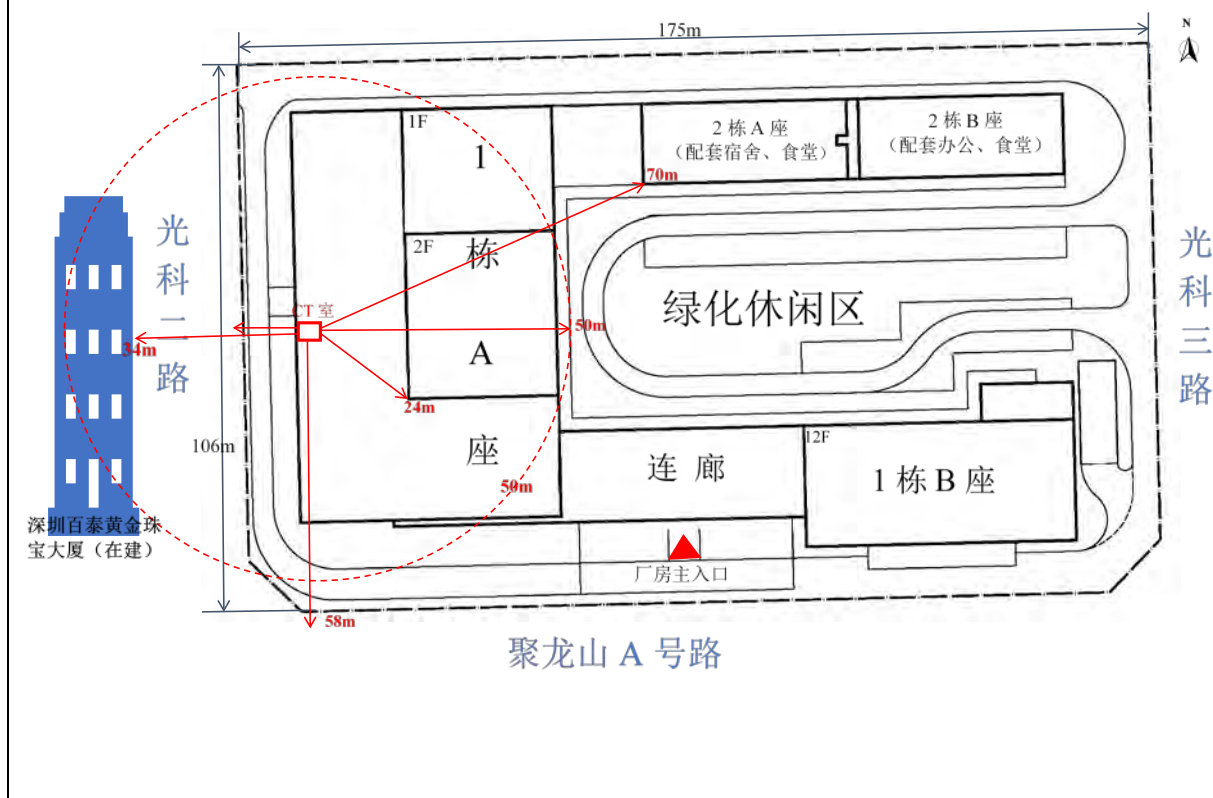 175m
N
1F
1
2栋A座
（配套宿舍、食堂）
2栋B座
（配套办公、食堂）
70m
光科二路
2F
栋
光科三路
CT室
绿化休闲区
50m
34m
A
24m
106m
12F
座
连廊
1栋B座
50m
深圳百泰黄金珠
宝大厦（在建）
厂房主入口
58m
聚龙山A号路